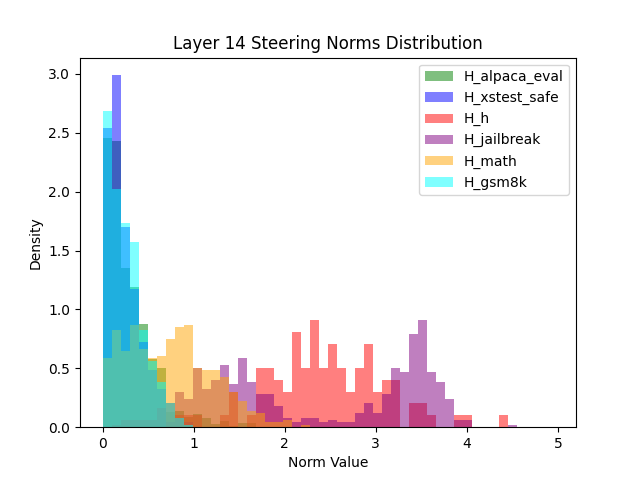 Layer 14 Steering Norms Distribution
3.0
2.5
2.0
1.5
1.0
0.5
0.0
Density
H_alpaca_eval
H_xstest_safe
H_h
H_jailbreak
H_math
H_gsm8k
0 1 2 3 4 5
Norm Value